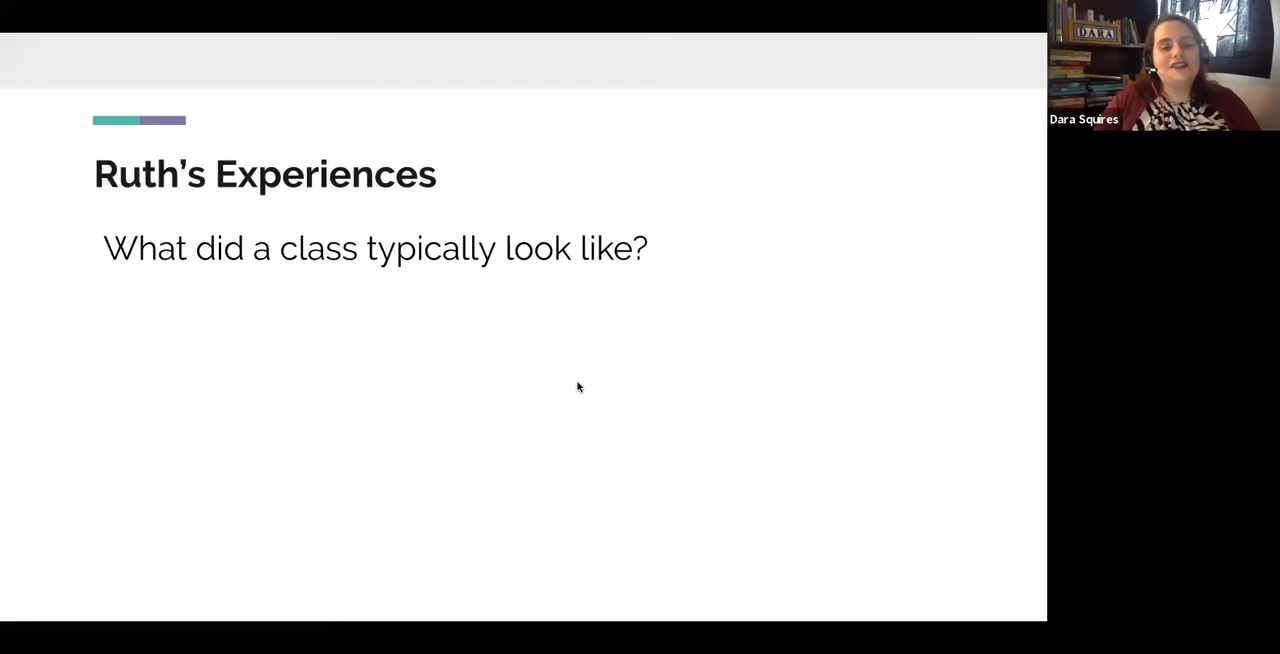 Ruth's Experiences
What did a class typically look like?
DARA
Dara Squires